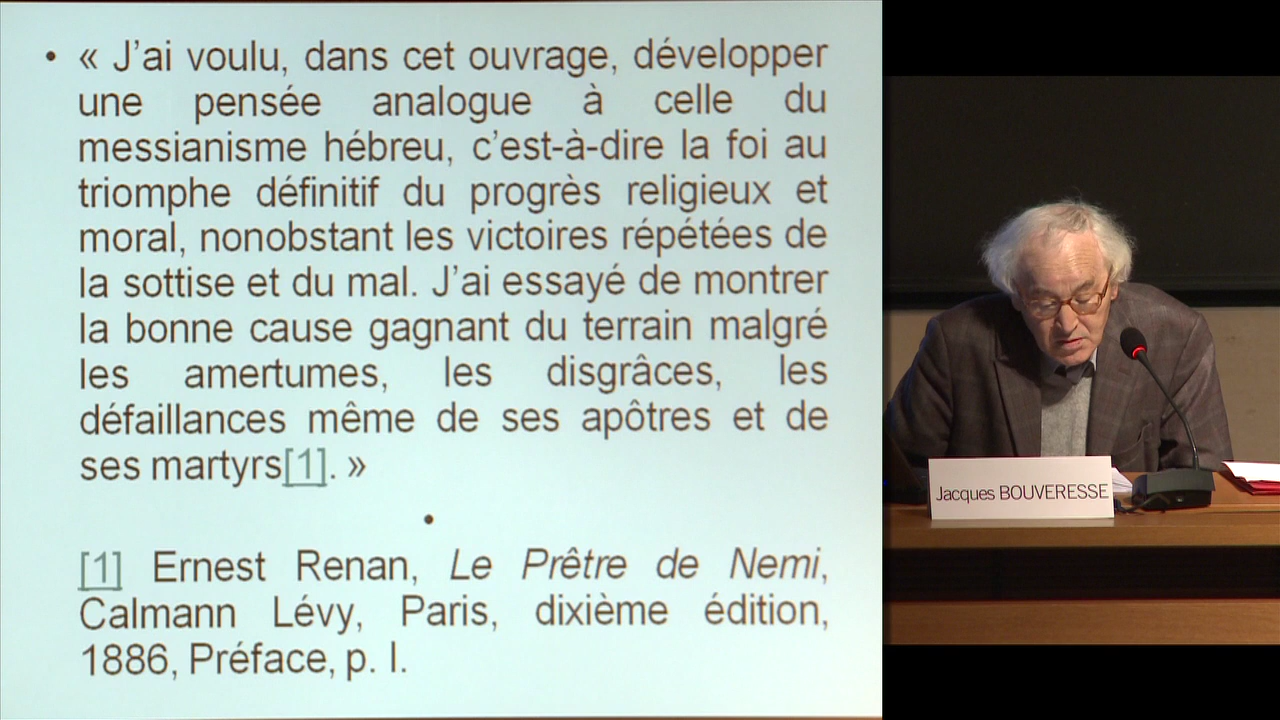 • « J’ai voulu, dans cet ouvrage, développer
une pensée analogue à celle du
messianisme hébreu, c’est-à-dire la foi au
triomphe définitif du progrès religieux et
moral, nonobstant les victoires répétées de
la sottise et du mal. J’ai essayé de montrer
la bonne cause gagnant du terrain malgré
les amertumes, les disgrâces, les
défaillances même de ses apôtres et de
ses martyrs[1]. »
•
[1] Ernest Renan, Le Prêtre de Nemi,
Calmann Lévy, Paris, dixième édition,
1886, Préface, p. I.
Jacques BOUVERESSE